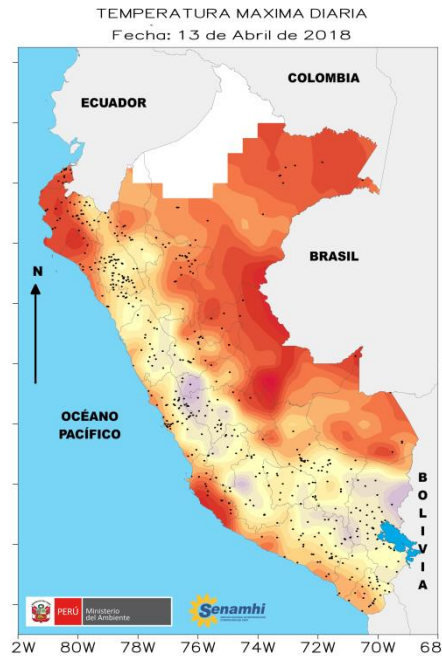 TEMPERATURA MAXIMA DIARIA
Fecha: 13 de Abril de 2018
COLOMBIA
ECUADOR
BRASIL
N
OCÉANO
PACÍFICO
BOLIVIA
PERÚ
Ministerio
del Ambiente
Senamhi
2W 80W 78W 76W 74W 72W 70W 68